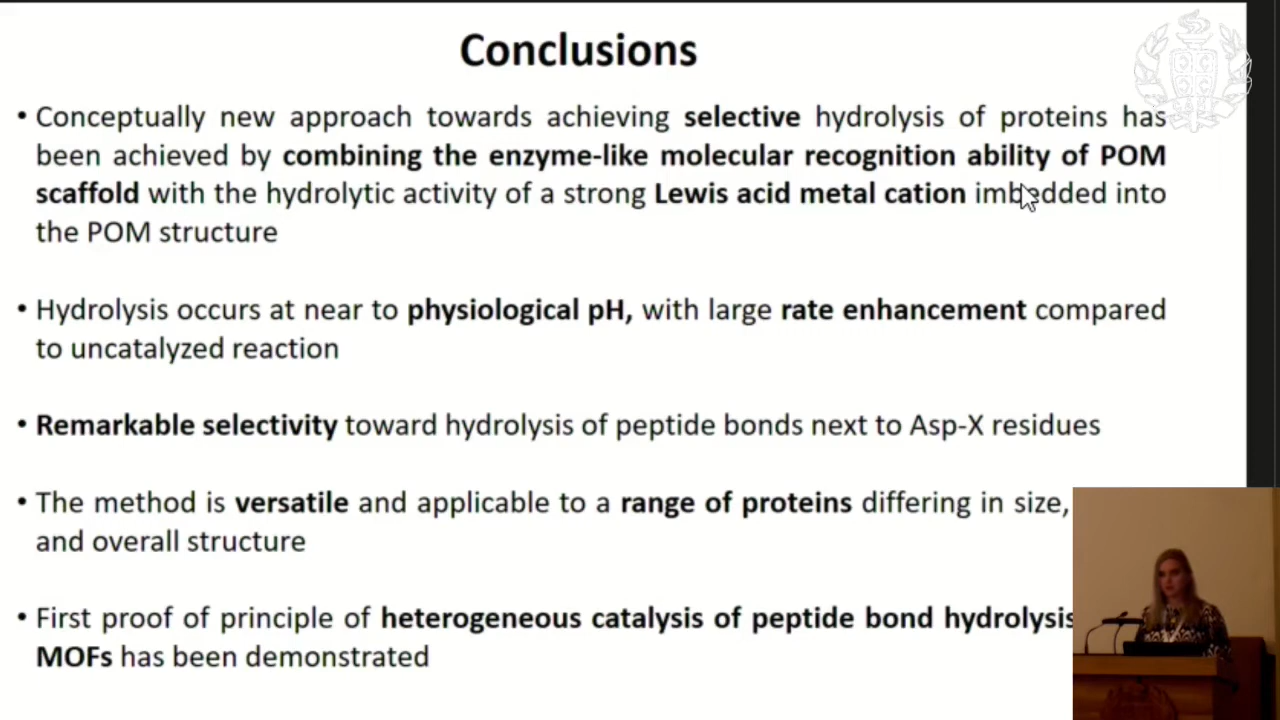 Conclusions
• Conceptually new approach towards achieving selective hydrolysis of proteins has
been achieved by combining the enzyme-like molecular recognition ability of POM
scaffold with the hydrolytic activity of a strong Lewis acid metal cation imbedded into
the POM structure
• Hydrolysis occurs at near to physiological pH, with large rate enhancement compared
to uncatalyzed reaction
• Remarkable selectivity toward hydrolysis of peptide bonds next to Asp-X residues
• The method is versatile and applicable to a range of proteins differing in size,
and overall structure
• First proof of principle of heterogeneous catalysis of peptide bond hydrolysis
MOFs has been demonstrated